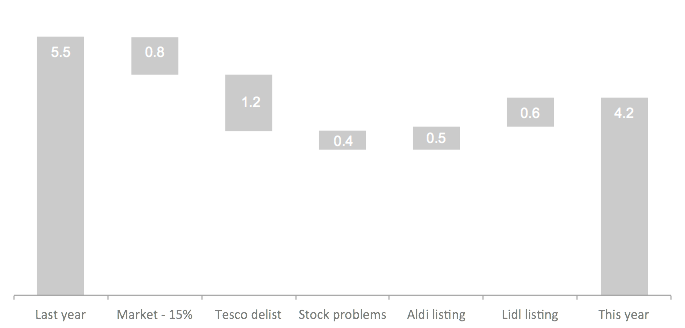 5.5
0.8
1.2
0.4
0.5
0.6
4.2
Last year
Market - 15%
Tesco delist
Stock problems
Aldi listing
Lidl listing
This year